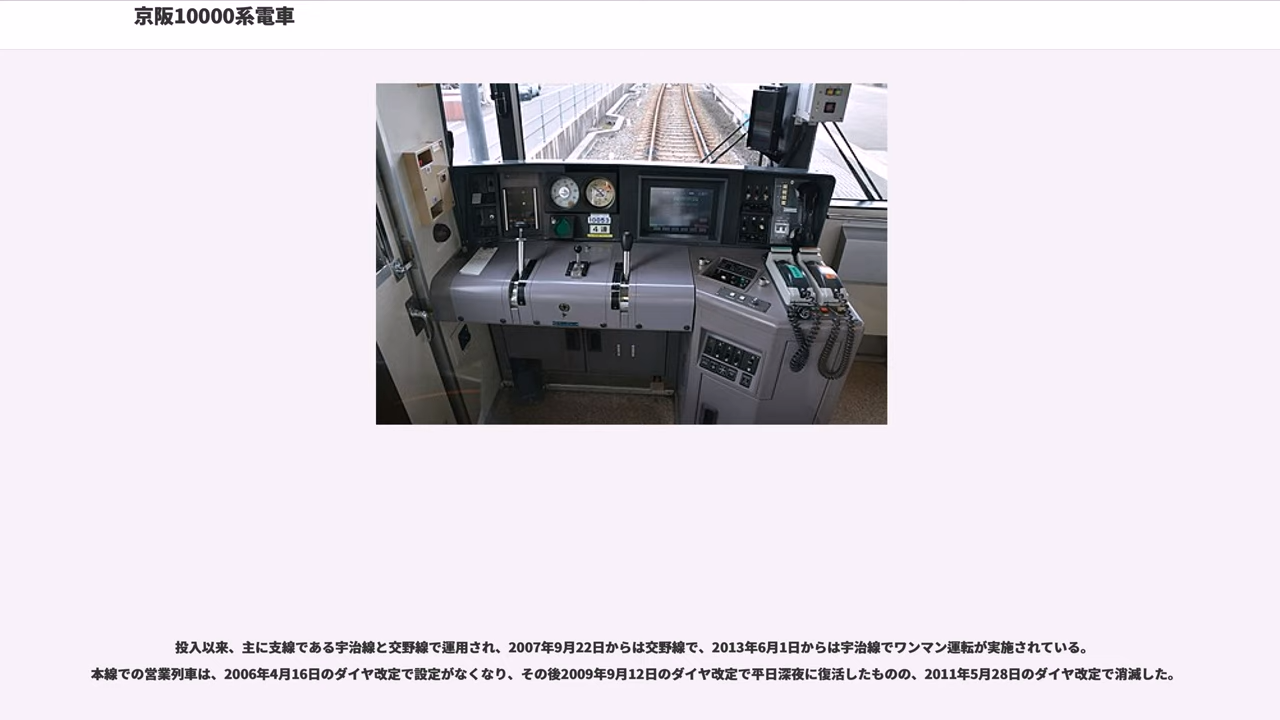 京阪10000系電車
10053
4 連
投入以来、主に支線である宇治線と交野線で運用され、2007年9月22日からは交野線で、2013年6月1日からは宇治線でワンマン運転が実施されている。
本線での営業列車は、2006年4月16日のダイヤ改定で設定がなくなり、その後2009年9月12日のダイヤ改定で平日深夜に復活したものの、2011年5月28日のダイヤ改定で消滅した。